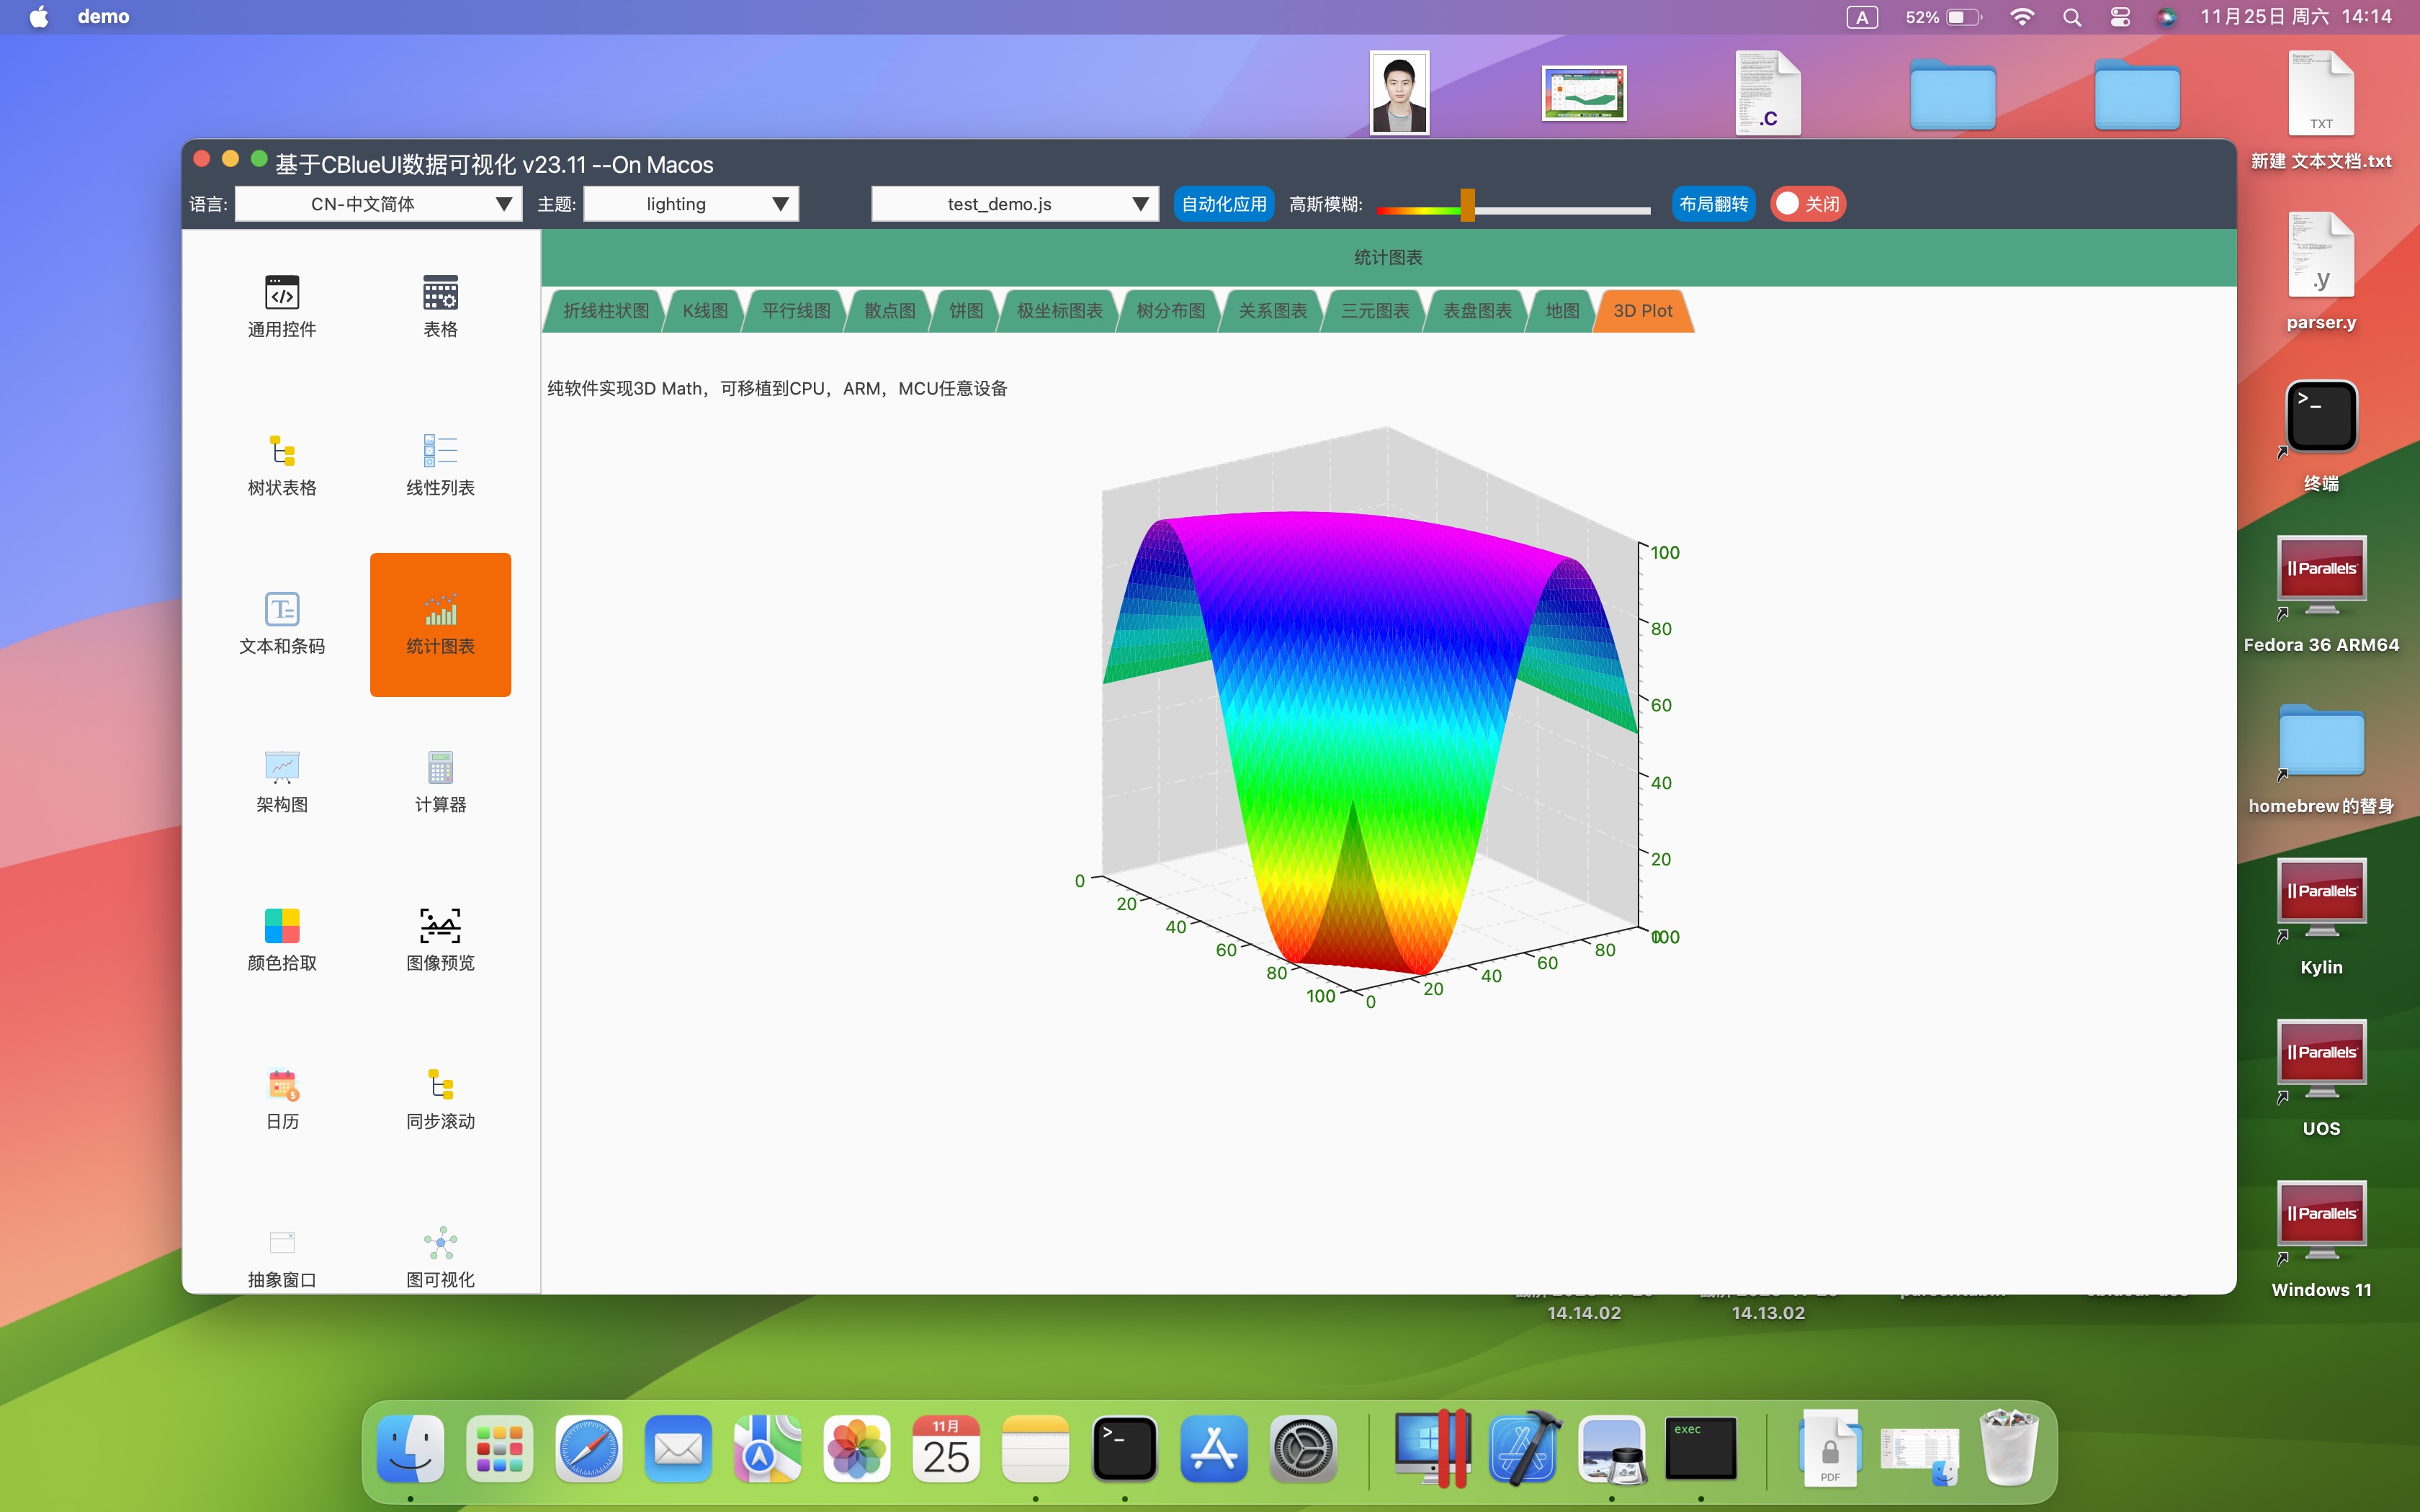 demo
A
52%
11月25日 周六 14:14
.C
TXT
新建 文本文档.txt
基于CBlueUI数据可视化 v23.11 --On Macos
语言:
CN-中文简体
主题:
lighting
test_demo.js
自动化应用
高斯模糊:
布局翻转
关闭
通用控件
表格
树状表格
线性列表
文本和条码
统计图表
架构图
计算器
颜色拾取
图像预览
日历
同步滚动
抽象窗口
图可视化
统计图表
折线柱状图
K线图
平行线图
散点图
饼图
极坐标图表
树分布图
关系图表
三元图表
表盘图表
地图
3D Plot
纯软件实现3D Math，可移植到CPU，ARM，MCU任意设备
100
80
60
40
20
0
0
20
40
60
80
100
0
20
40
60
80
100
.y
parser.y
终端
Parallels
Fedora 36 ARM64
homebrew的替身
Parallels
Kylin
Parallels
UOS
Parallels
Windows 11
14.14.02
14.13.02
11月
25
exec
PDF